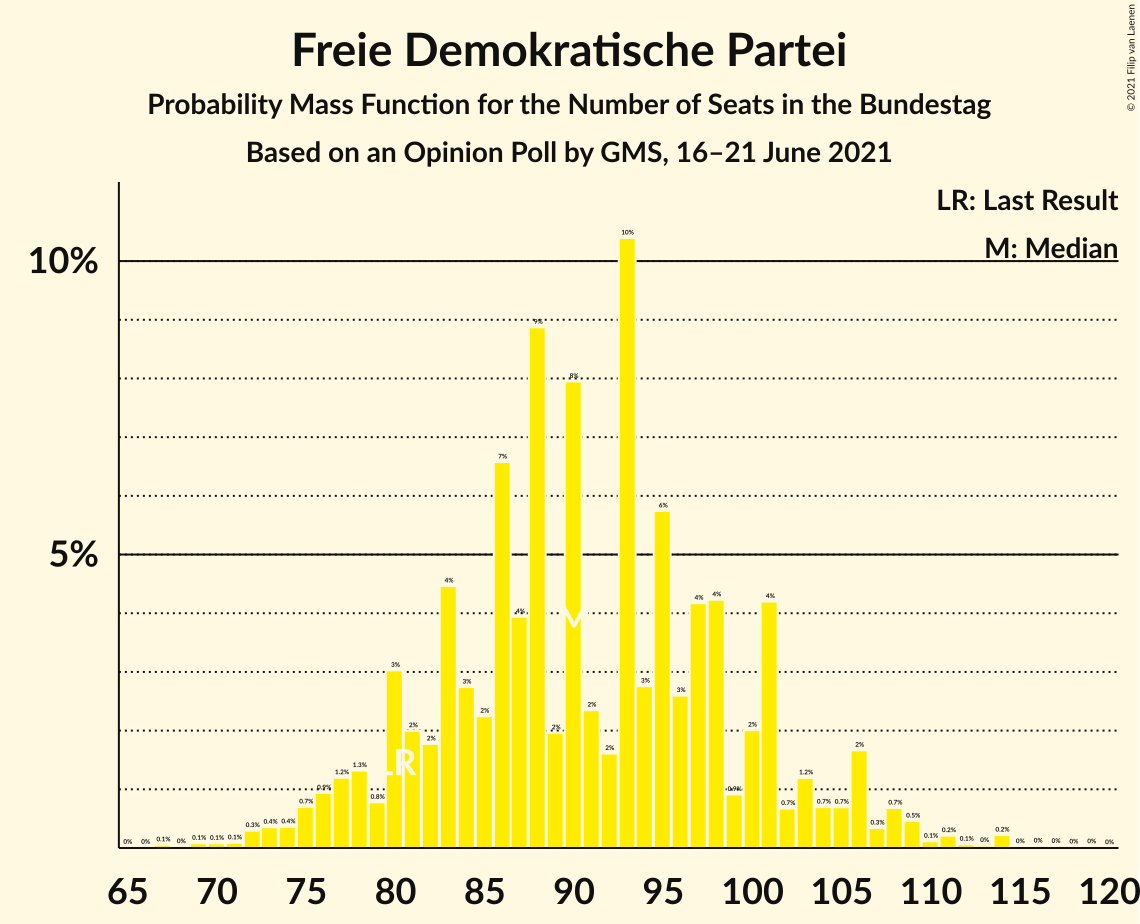 Freie Demokratische Partei
Probability Mass Function for the Number of Seats in the Bundestag
Based on an Opinion Poll by GMS, 16–21 June 2021
© 2021 Filip van Laenen
LR: Last Result
M: Median
10%
5%
0% 0% 0.1% 0% 0.1% 0.1% 0.1% 0.3% 0.4% 0.4% 0.7% 0.9% 1.2% 1.3% 0.8% 3% 2% 2% 4% 3% 2% 7% 4% 9% 2% 8% 2% 2% 10% 3% 6% 3% 4% 4% 0.9% 2% 4% 0.7% 1.2% 0.7% 0.7% 2% 0.3% 0.7% 0.5% 0.1% 0.2% 0.1% 0% 0.2% 0% 0% 0% 0% 0% 0%
LR
M
65 70 75 80 85 90 95 100 105 110 115 120